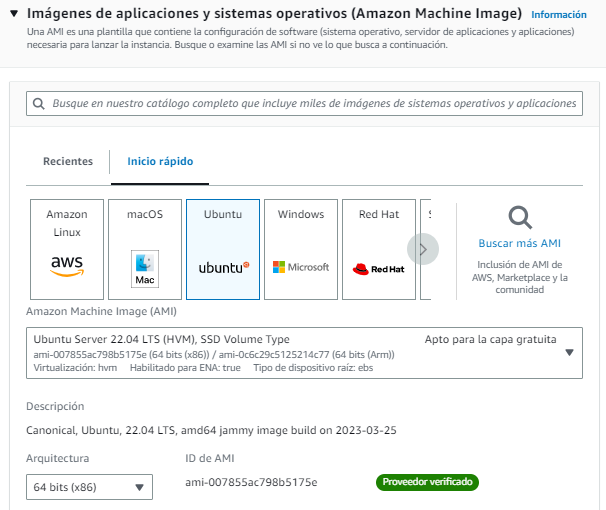 Imágenes de aplicaciones y sistemas operativos (Amazon Machine Image) Información
Una AMI es una plantilla que contiene la configuración de software (sistema operativo, servidor de aplicaciones y aplicaciones)
necesaria para lanzar la instancia. Busque o examine las AMI si no ve lo que busca a continuación.
Busque en nuestro catálogo completo que incluye miles de imágenes de sistemas operativos y aplicaciones
Recientes
Inicio rápido
Amazon
Linux
aws
macOS
Mac
Ubuntu
ubuntu
Windows
Microsoft
Red Hat
Red Hat
S
Buscar más AMI
Inclusión de AMI de
AWS, Marketplace y la
comunidad
Amazon Machine Image (AMI)
Ubuntu Server 22.04 LTS (HVM), SSD Volume Type Apto para la capa gratuita
ami-007855ac798b5175e (64 bits (x86)) / ami-0c6c29c5125214c77 (64 bits (Arm))
Virtualización: hvm Habilitado para ENA: true Tipo de dispositivo raíz: ebs
Descripción
Canonical, Ubuntu, 22.04 LTS, amd64 jammy image build on 2023-03-25
Arquitectura
64 bits (x86)
ID de AMI
ami-007855ac798b5175e
Proveedor verificado